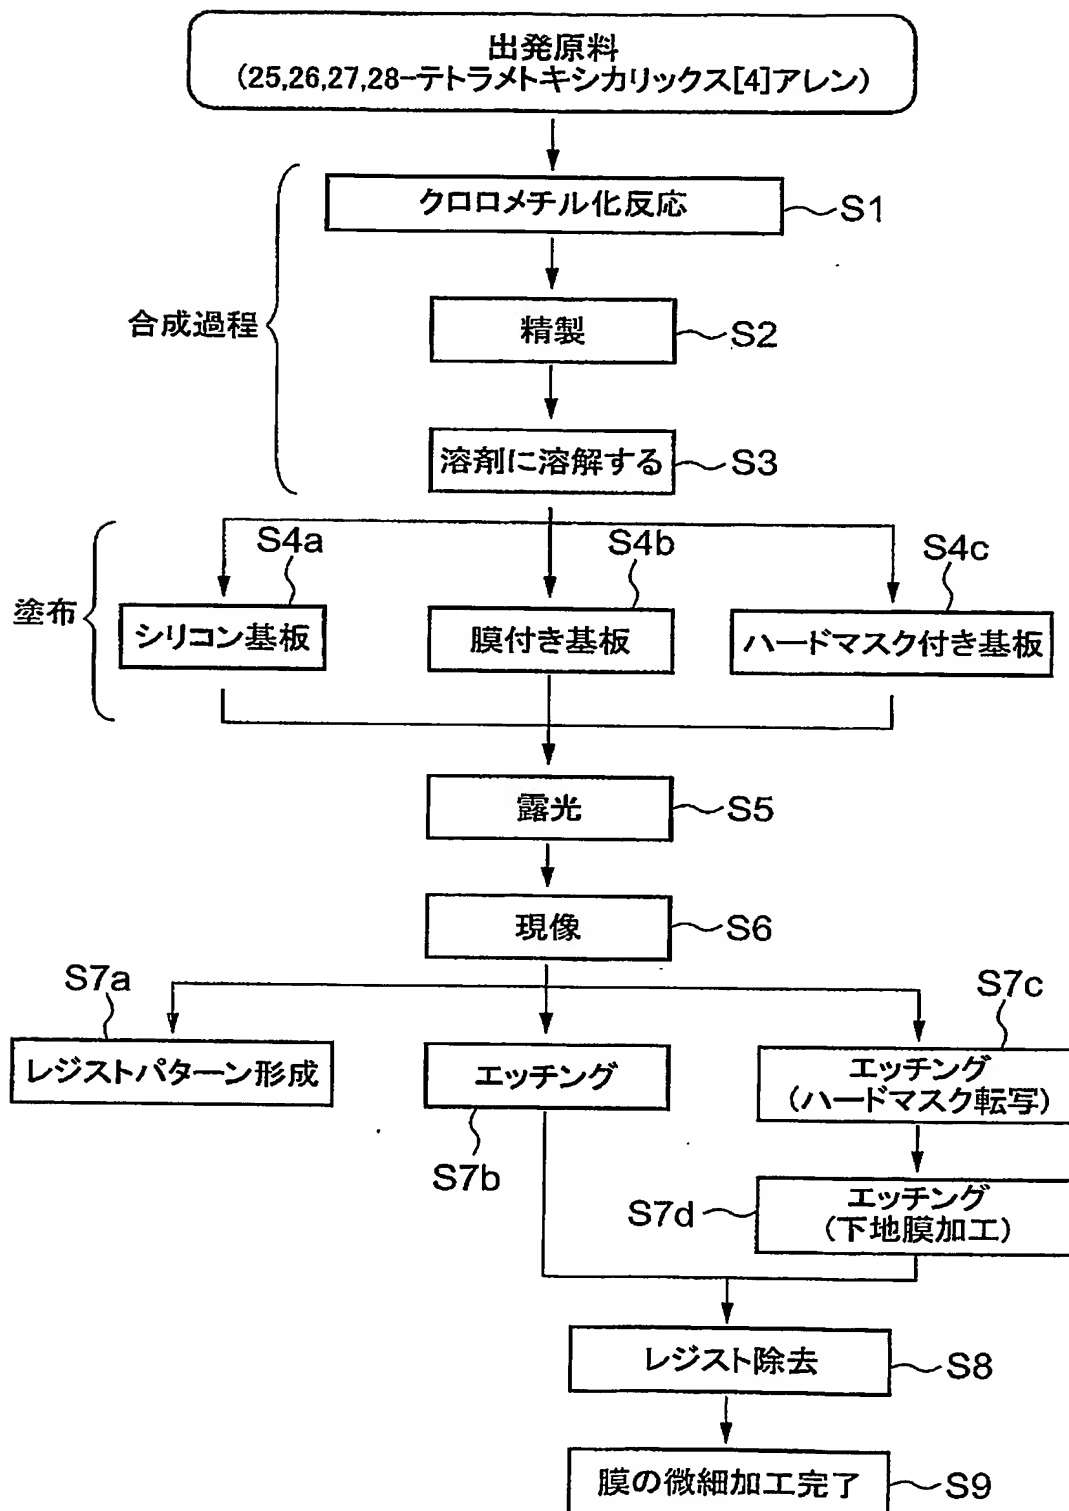 出発原料
(25,26,27,28-テトラメトキシカリックス[4]アレン)
クロロメチル化反応
S1
合成過程
精製
S2
溶剤に溶解する
S3
S4a
S4b
S4c
塗布
シリコン基板
膜付き基板
ハードマスク付き基板
露光
S5
現像
S6
S7a
S7c
レジストパターン形成
エッチング
エッチング
(ハードマスク転写)
S7b
S7d
エッチング
(下地膜加工)
レジスト除去
S8
膜の微細加工完了
S9